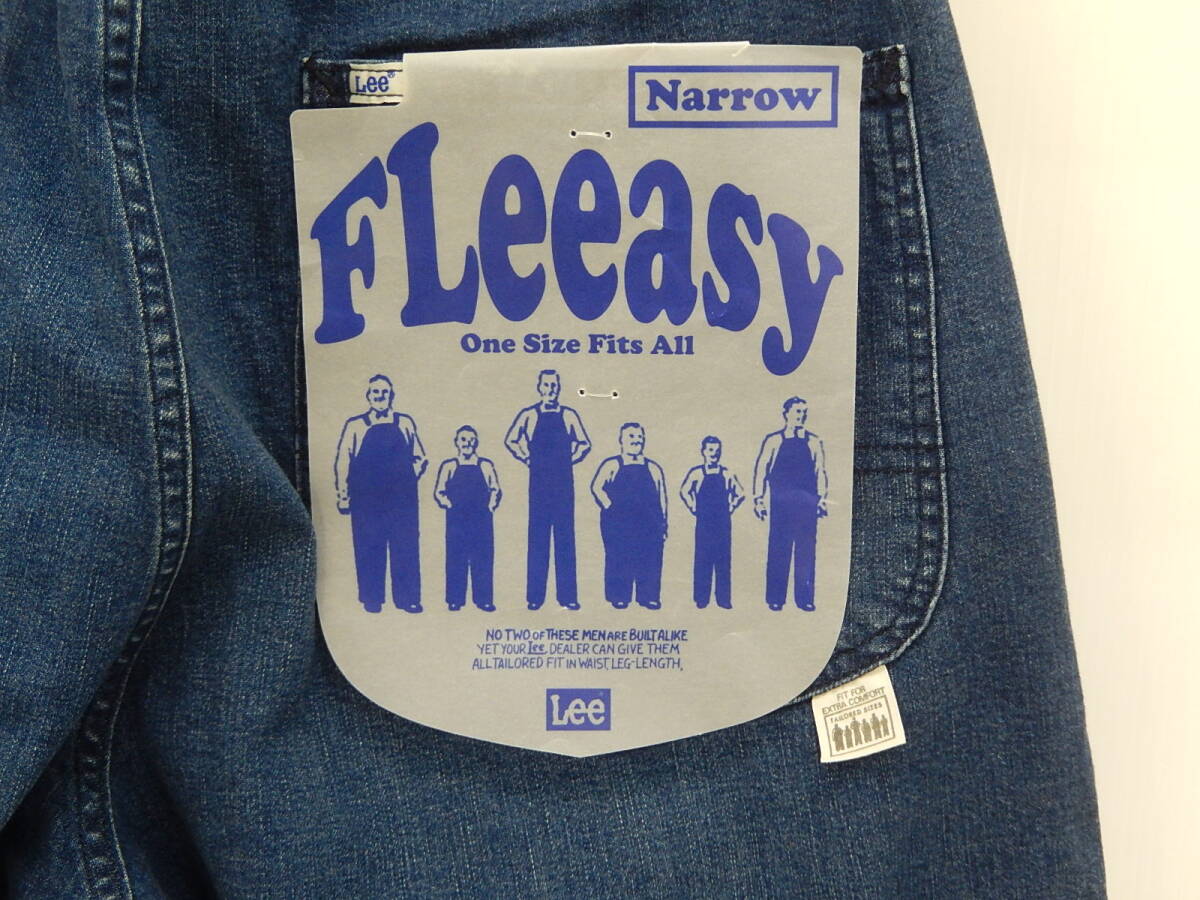 Lee®
Narrow
FLeeasy
One Size Fits All
NO TWO OF THESE MEN ARE BUILT ALIKE
YET YOUR Lee DEALER CAN GIVE THEM
ALL TAILORED FIT IN WAIST, LEG-LENGTH,
Lee®
FIT FOR
EXTRA COMFORT
TAILORED SIZES